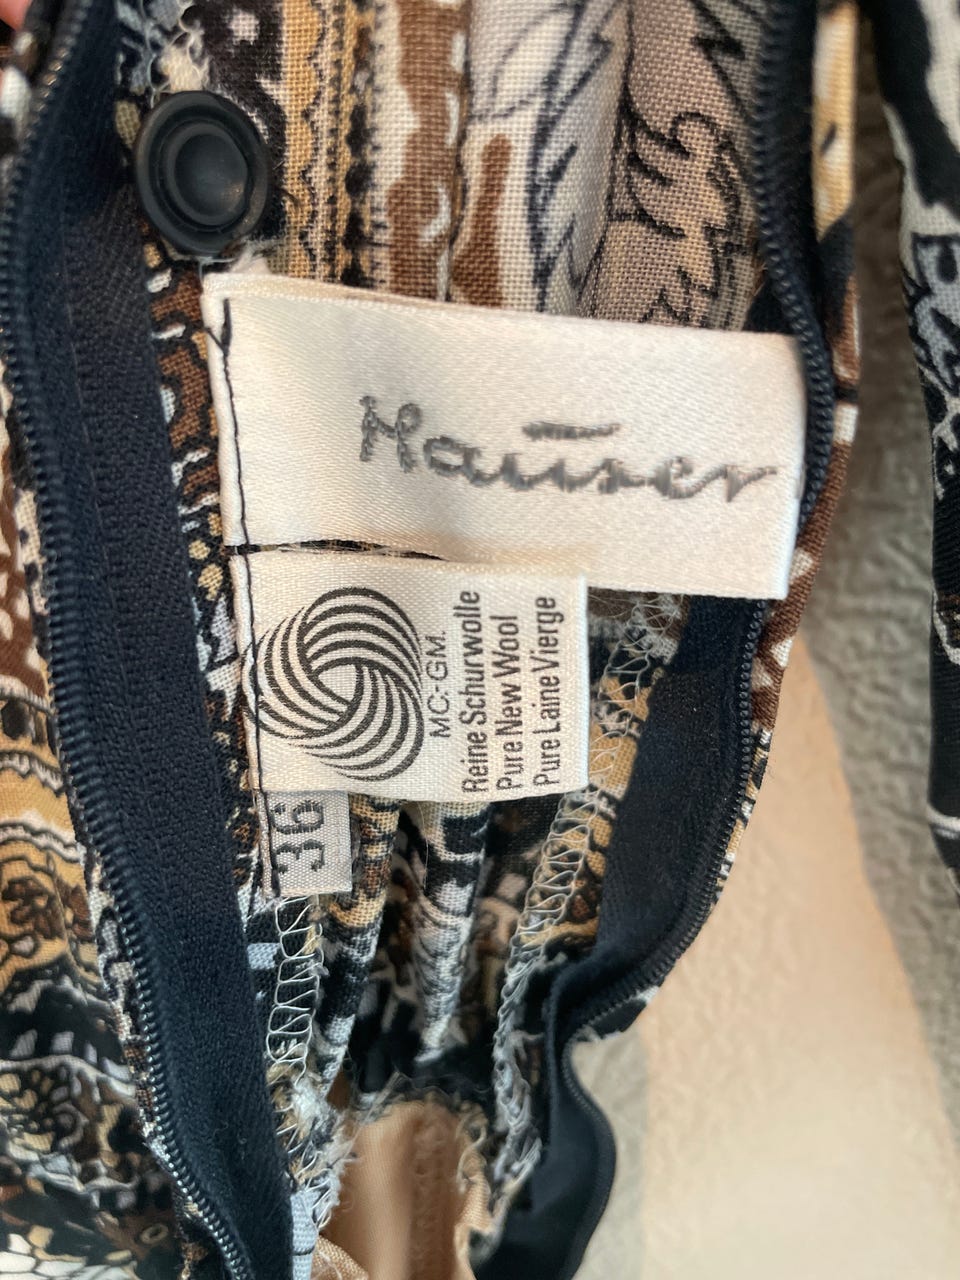 Hauser
MC.-GM.
Reine Schurwolle
Pure New Wool
Pure Laine Vierge
36